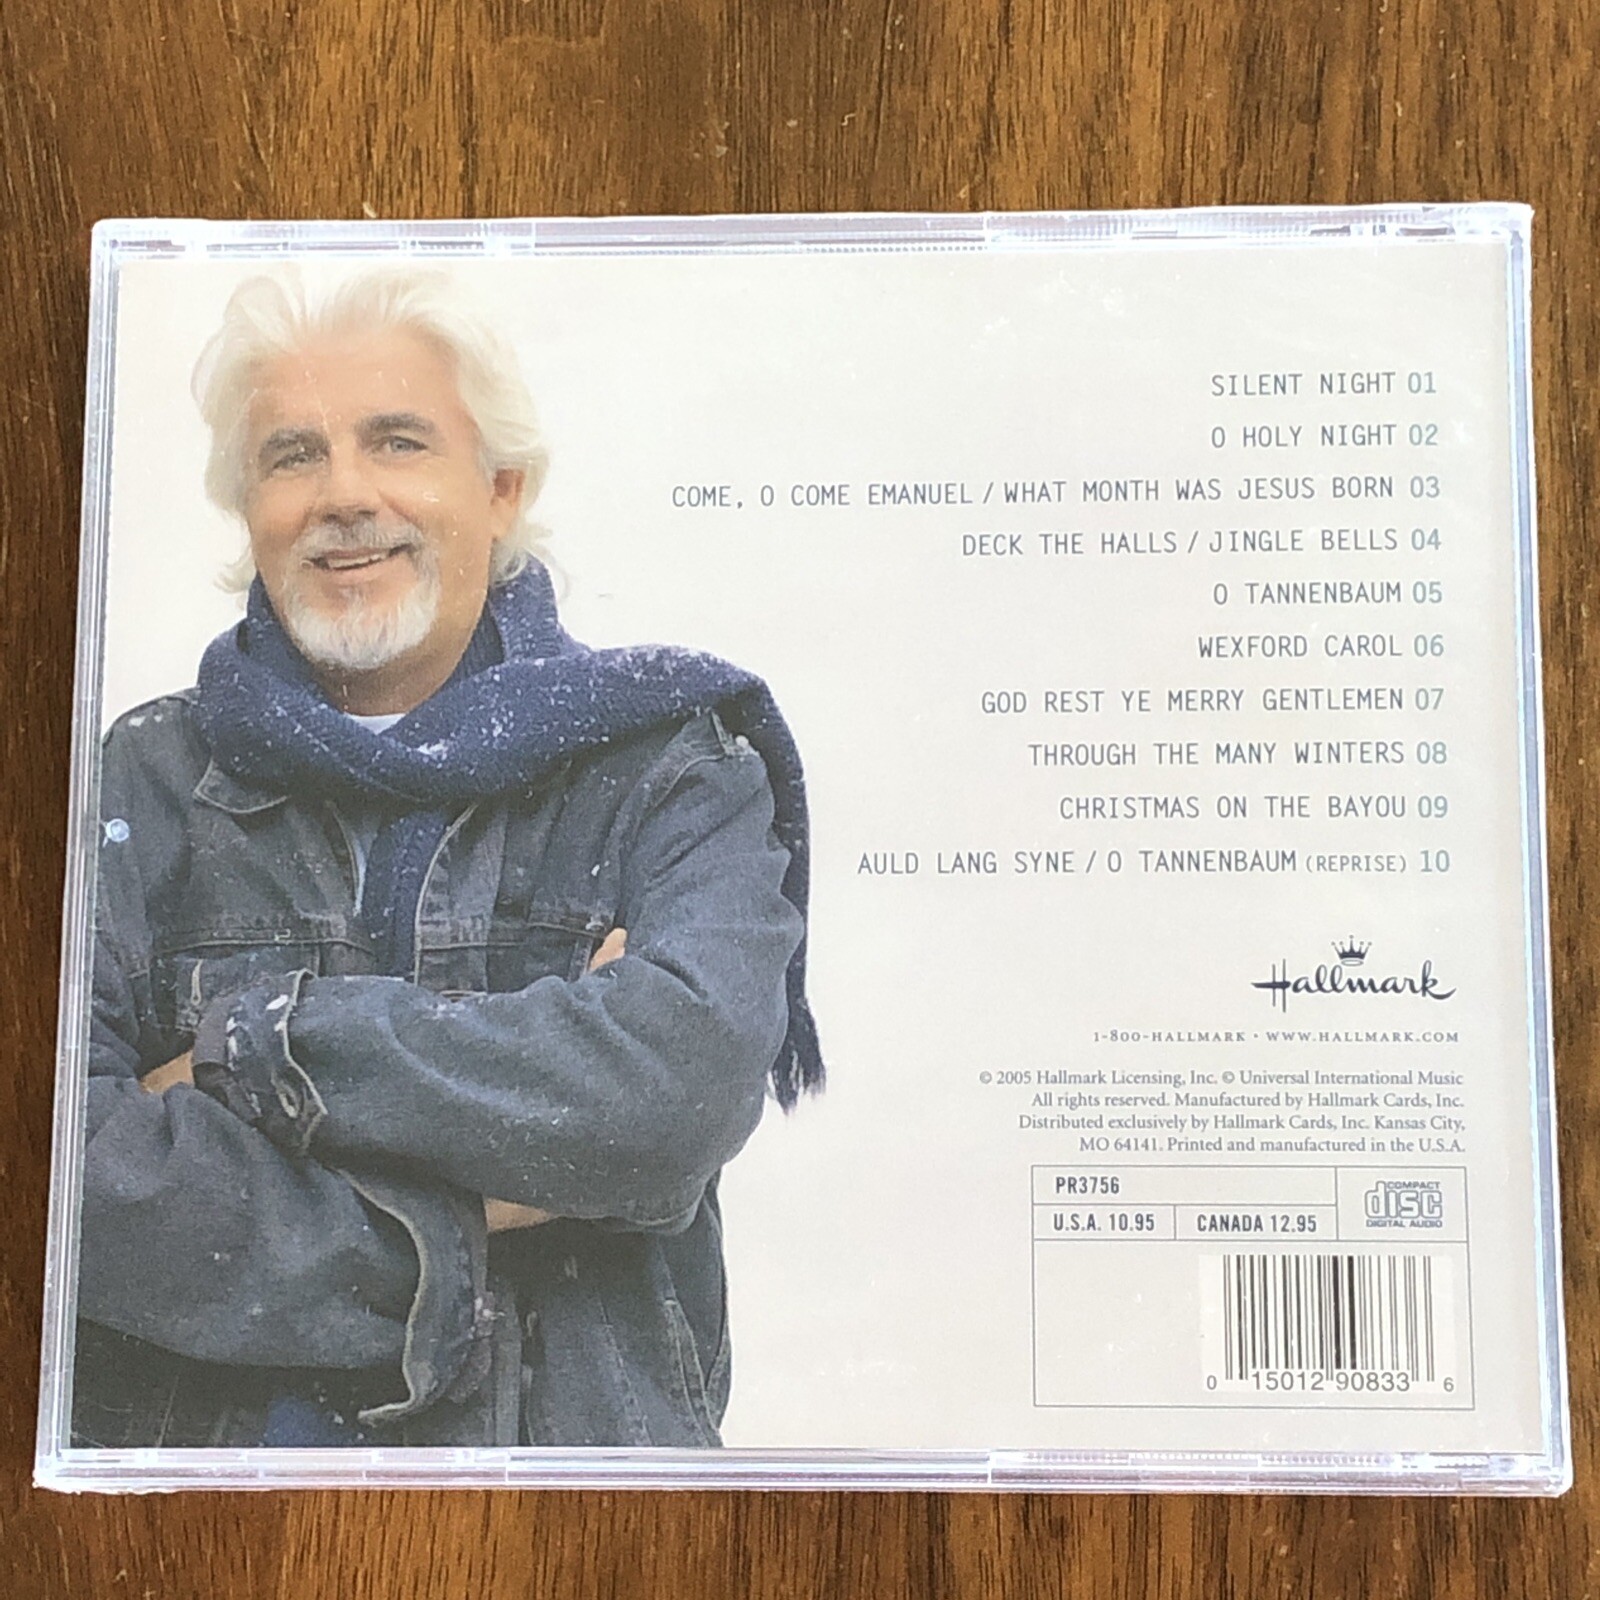 SILENT NIGHT 01
O HOLY NIGHT 02
COME, O COME EMANUEL / WHAT MONTH WAS JESUS BORN 03
DECK THE HALLS / JINGLE BELLS 04
O TANNENBAUM 05
WEXFORD CAROL 06
GOD REST YE MERRY GENTLEMEN 07
THROUGH THE MANY WINTERS 08
CHRISTMAS ON THE BAYOU 09
AULD LANG SYNE / O TANNENBAUM (REPRISE) 10
Hallmark
1-800-HALLMARK • WWW.HALLMARK.COM
© 2005 Hallmark Licensing, Inc. © Universal International Music
All rights reserved. Manufactured by Hallmark Cards, Inc.
Distributed exclusively by Hallmark Cards, Inc. Kansas City,
MO 64141. Printed and manufactured in the U.S.A.
PR3756
U.S.A. 10.95 CANADA 12.95
COMPACT
disc
DIGITAL AUDIO
0 15012 90833 6